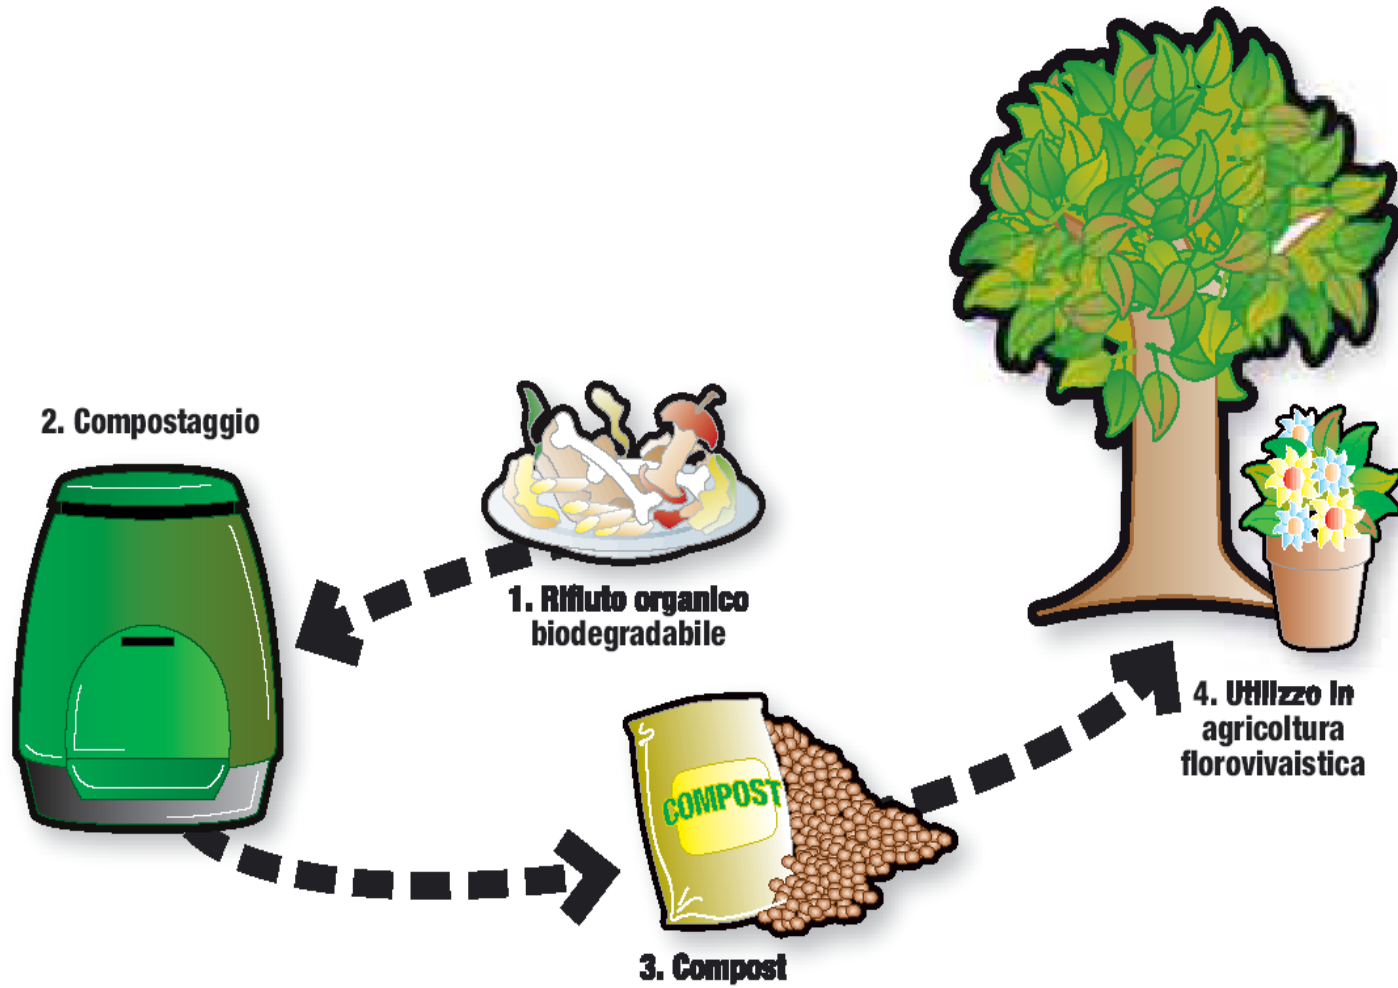 1. Rifiuto organico
biodegradabile
2. Compostaggio
COMPOST
3. Compost
4. Utilizzo in
agricoltura
florovivaistica